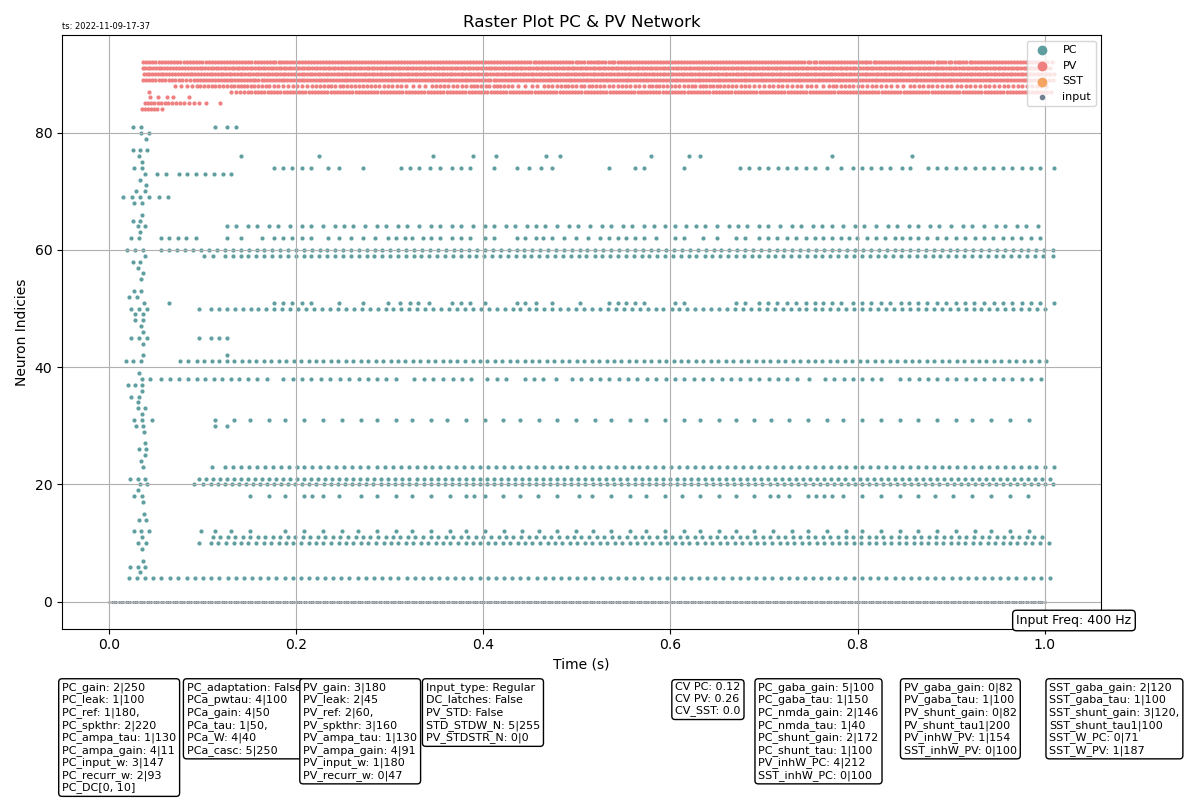 Raster Plot PC & PV Network
ts: 2022-11-09-17-37
PC
PV
SST
input
80
60
40
20
0
Neuron Indicies
0.0
0.2
0.4
0.6
0.8
1.0
Time (s)
Input Freq: 400 Hz
PC_gain: 2|250
PC_leak: 1|100
PC_ref: 1|180,
PC_spkthr: 2|220
PC_ampa_tau: 1|130
PC_ampa_gain: 4|11
PC_input_w: 3|147
PC_recurr_w: 2|93
PC_DC[0, 10]
PC_adaptation: False
PCa_pwtau: 4|100
PCa_gain: 4|50
PCa_tau: 1|50,
PCa_W: 4|40
PCa_casc: 5|250
PV_gain: 3|180
PV_leak: 2|45
PV_ref: 2|60,
PV_spkthr: 3|160
PV_ampa_tau: 1|130
PV_ampa_gain: 4|91
PV_input_w: 1|180
PV_recurr_w: 0|47
Input_type: Regular
DC_latches: False
PV_STD: False
STD_STDW_N: 5|255
PV_STDSTR_N: 0|0
CV PC: 0.12
CV PV: 0.26
CV_SST: 0.0
PC_gaba_gain: 5|100
PC_gaba_tau: 1|150
PC_nmda_gain: 2|146
PC_nmda_tau: 1|40
PC_shunt_gain: 2|172
PC_shunt_tau: 1|100
PV_inhW_PC: 4|212
SST_inhW_PC: 0|100
PV_gaba_gain: 0|82
PV_gaba_tau: 1|100
PV_shunt_gain: 0|82
PV_shunt_tau1|200
PV_inhW_PV: 1|154
SST_inhW_PV: 0|100
SST_gaba_gain: 2|120
SST_gaba_tau: 1|100
SST_shunt_gain: 3|120,
SST_shunt_tau1|100
SST_W_PC: 0|71
SST_W_PV: 1|187